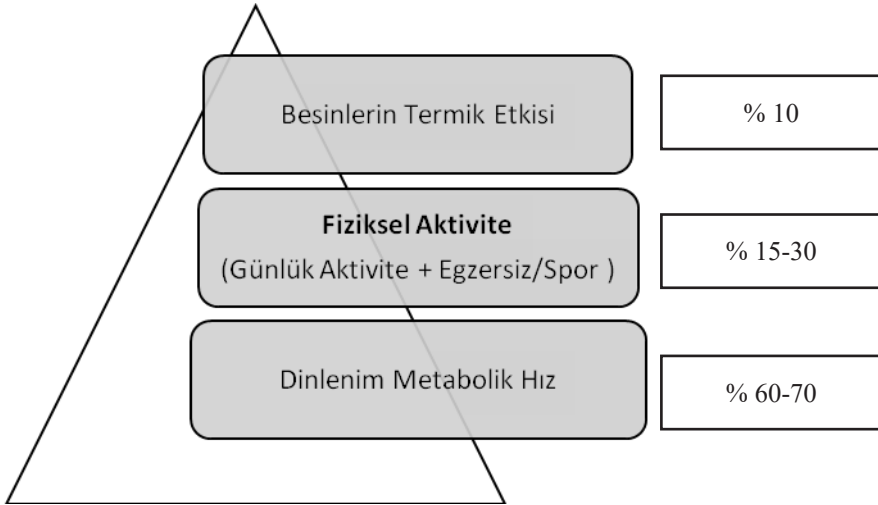 Besinlerin Termik Etkisi
% 10
Fiziksel Aktivite
(Günlük Aktivite + Egzersiz/Spor )
% 15-30
Dinlenim Metabolik Hız
% 60-70